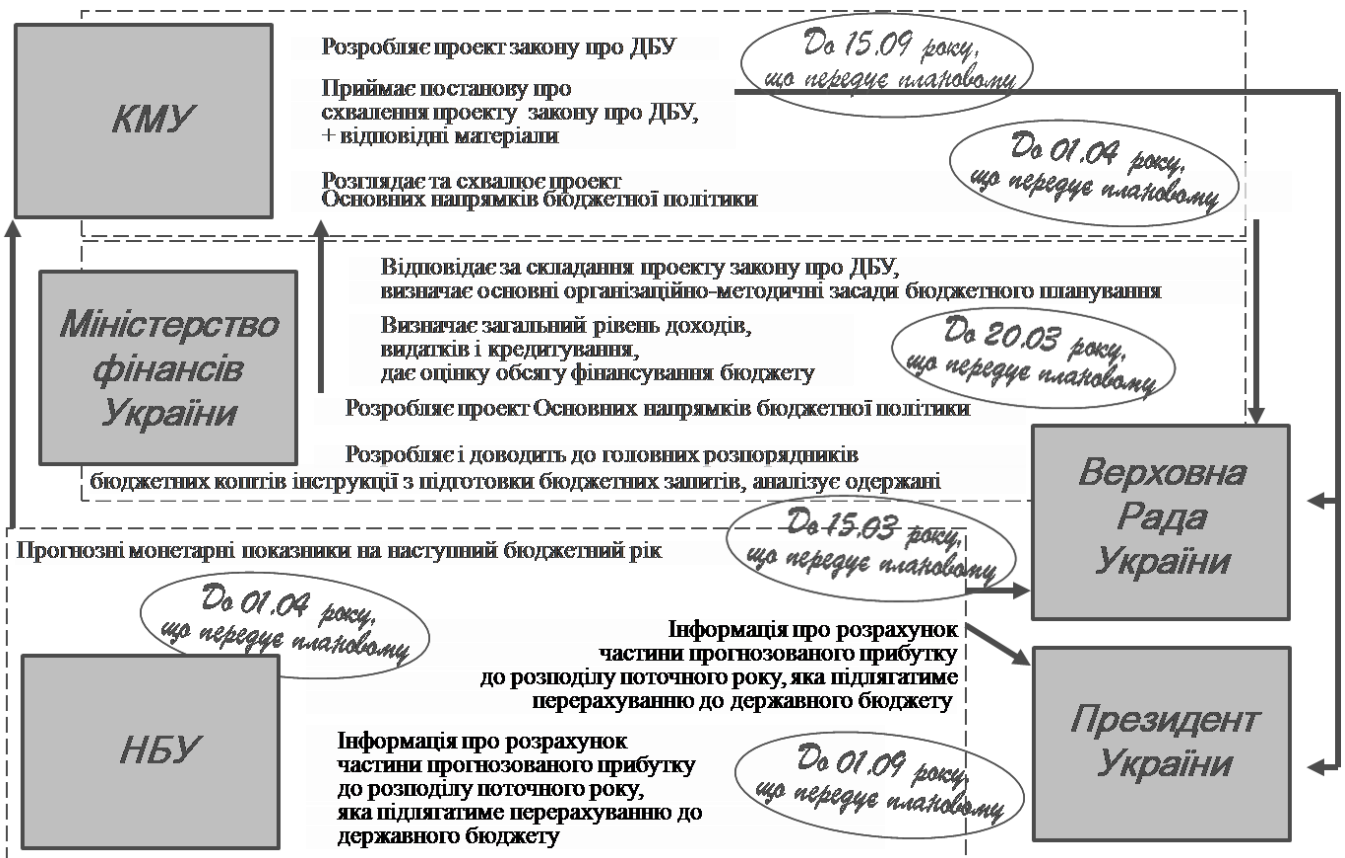 КМУ
Розробляє проект закону про ДБУ
До 15.09 року,
що передує плановому
Приймає постанову про
схвалення проекту закону про ДБУ,
+ відповідні матеріали
До 01.04 року,
що передує плановому
Розглядає та схвалює проект
Основних напрямків бюджетної політики
Міністерство
фінансів
України
Відповідає за складання проекту закону про ДБУ,
визначає основні організаційно-методичні засади бюджетного планування
Визначає загальний рівень доходів,
видатків і кредитування,
дає оцінку обсягу фінансування бюджету
До 20.03 року,
що передує плановому
Розробляє проект Основних напрямків бюджетної політики
Розробляє і доводить до головних розпорядників
бюджетних коштів інструкції з підготовки бюджетних запитів, аналізує одержані
Верховна
Рада
України
Прогнозні монетарні показники на наступний бюджетний рік
До 15.03 року,
що передує плановому
До 01.04 року,
що передує плановому
Інформація про розрахунок
частини прогнозованого прибутку
до розподілу поточного року, яка підлягатиме
перерахуванню до державного бюджету
НБУ
Інформація про розрахунок
частини прогнозованого прибутку
до розподілу поточного року,
яка підлягатиме перерахуванню до
державного бюджету
До 01.09 року,
що передує плановому
Президент
України